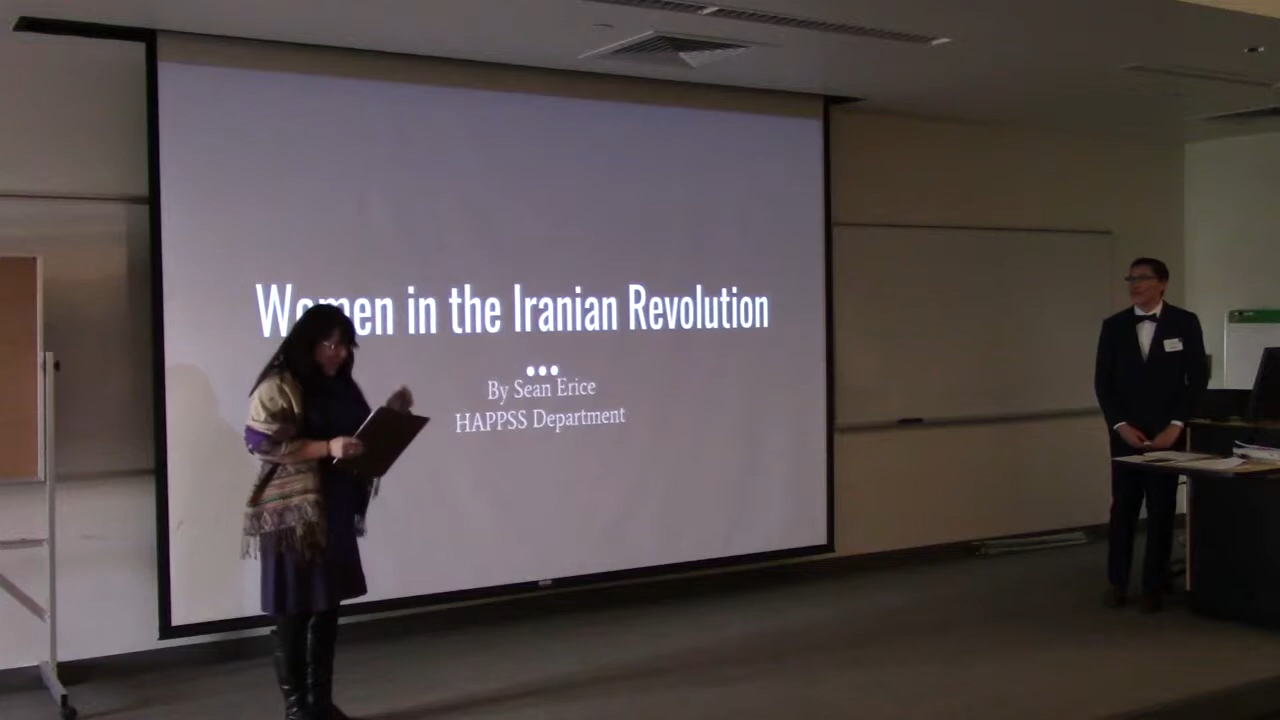 Women in the Iranian Revolution
By Sean Erice
HAPPSS Department